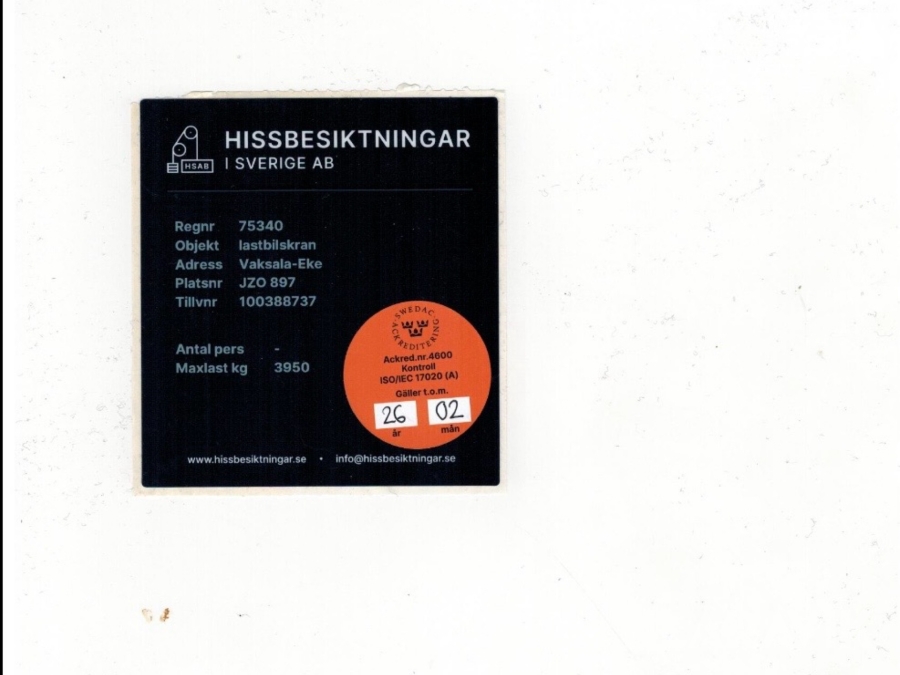 HSAB
HISSBESIKTNINGAR
I SVERIGE AB
Regnr 75340
Objekt lastbilskran
Adress Vaksala-Eke
Platsnr JZO 897
Tillvnr 100388737
Antal pers -
Maxlast kg 3950
SWEDAC
ACKREDITERING
Ackred.nr.4600
Kontroll
ISO/IEC 17020 (A)
Gäller t.o.m.
26 02
år mån
www.hissbesiktningar.se • info@hissbesiktningar.se